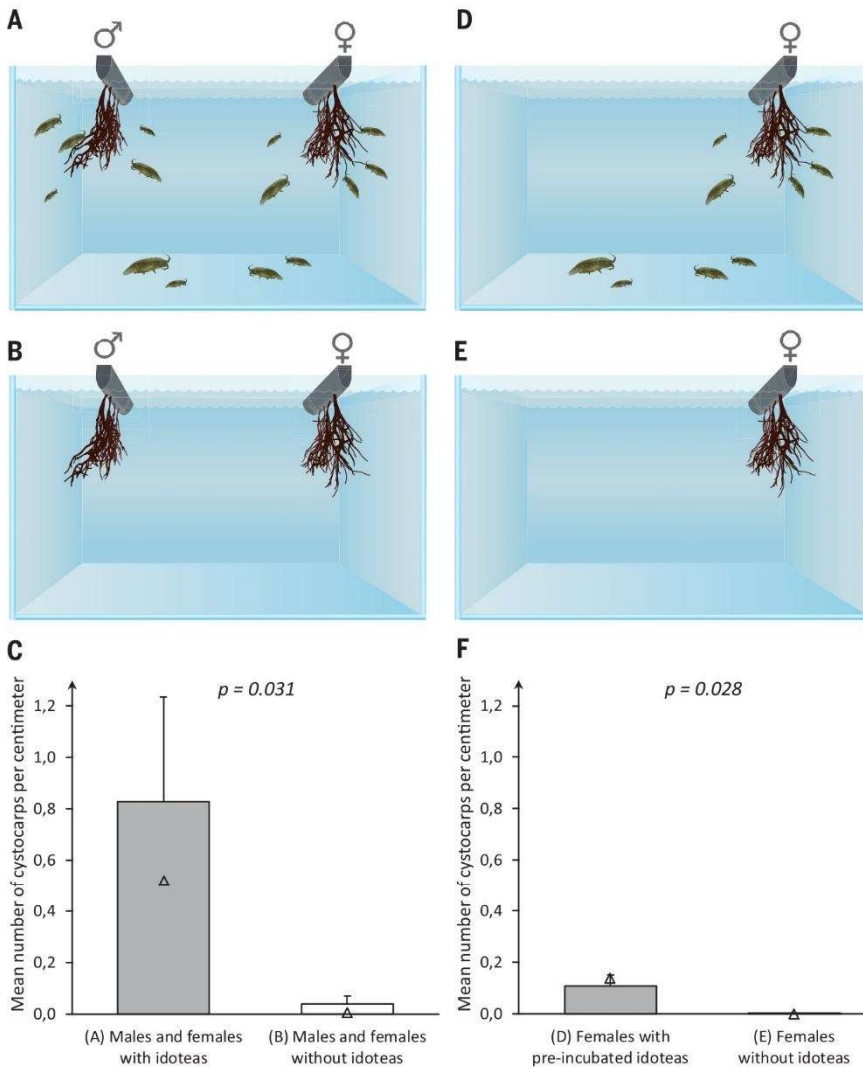 A
♂
♀
D
♀
B
♂
♀
E
♀
C
p = 0.031
Mean number of cystocarps per centimeter
1,2
1,0
0,8
0,6
0,4
0,2
0,0
(A) Males and females
with idoteas
(B) Males and females
without idoteas
F
p = 0.028
Mean number of cystocarps per centimeter
1,2
1,0
0,8
0,6
0,4
0,2
0,0
(D) Females with
pre-incubated idoteas
(E) Females
without idoteas